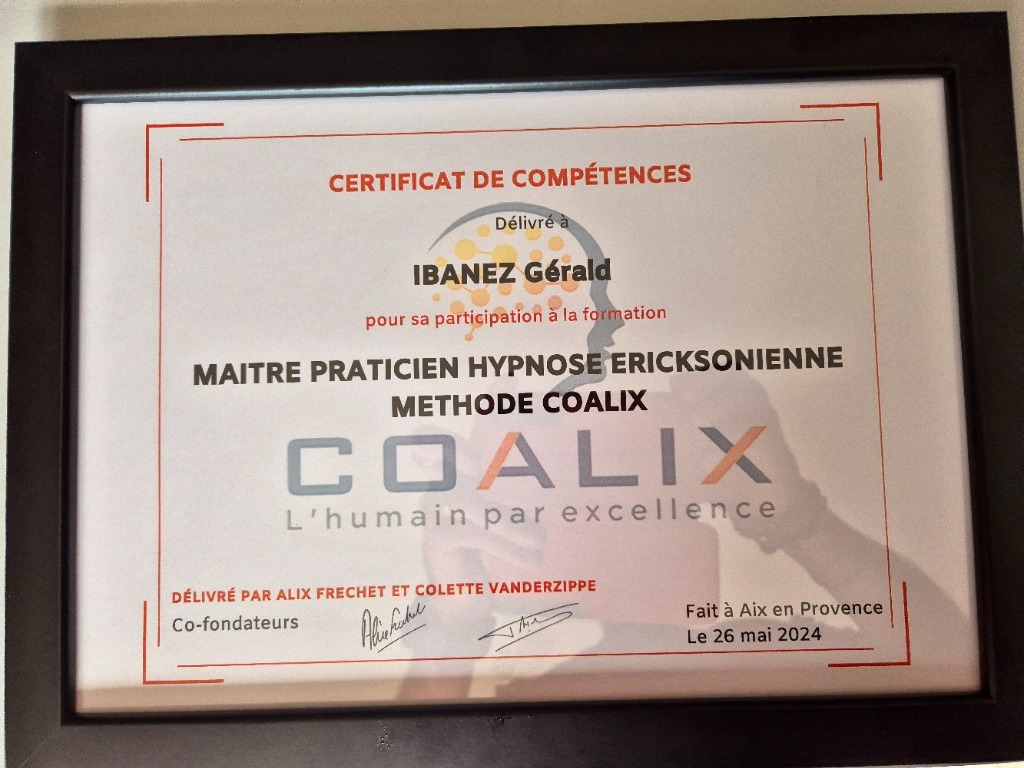 CERTIFICAT DE COMPÉTENCES
Délivré à
IBANEZ Gérald
pour sa participation à la formation
MAITRE PRATICIEN HYPNOSE ERICKSONIENNE
METHODE COALIX
COALIX
L'humain par excellence
DÉLIVRÉ PAR ALIX FRECHET ET COLETTE VANDERZIPPE
Co-fondateurs
Fait à Aix en Provence
Le 26 mai 2024